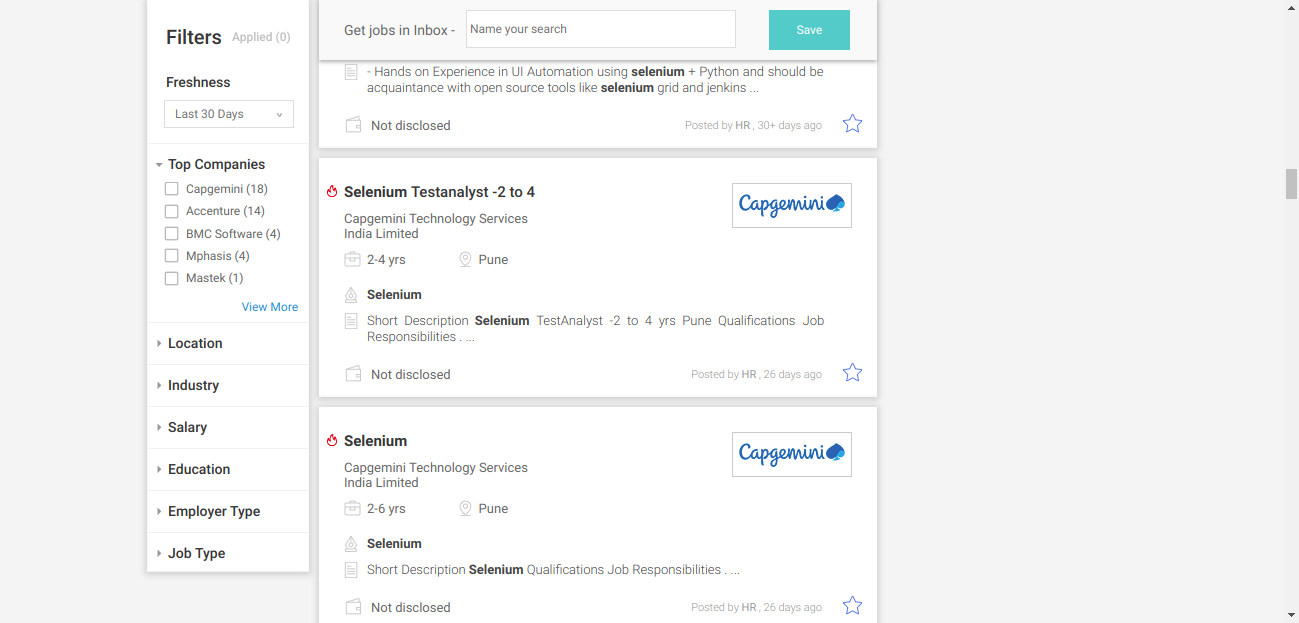 Filters Applied (0)
Freshness
Last 30 Days
Top Companies
Capgemini (18)
Accenture (14)
BMC Software (4)
Mphasis (4)
Mastek (1)
View More
Location
Industry
Salary
Education
Employer Type
Job Type
Get jobs in Inbox - Name your search Save
- Hands on Experience in UI Automation using selenium + Python and should be
acquaintance with open source tools like selenium grid and jenkins ...
Not disclosed Posted by HR , 30+ days ago
Selenium Testanalyst -2 to 4
Capgemini
Capgemini Technology Services
India Limited
2-4 yrs Pune
Selenium
Short Description Selenium TestAnalyst -2 to 4 yrs Pune Qualifications Job
Responsibilities . ...
Not disclosed Posted by HR , 26 days ago
Selenium
Capgemini
Capgemini Technology Services
India Limited
2-6 yrs Pune
Selenium
Short Description Selenium Qualifications Job Responsibilities . ...
Not disclosed Posted by HR , 26 days ago